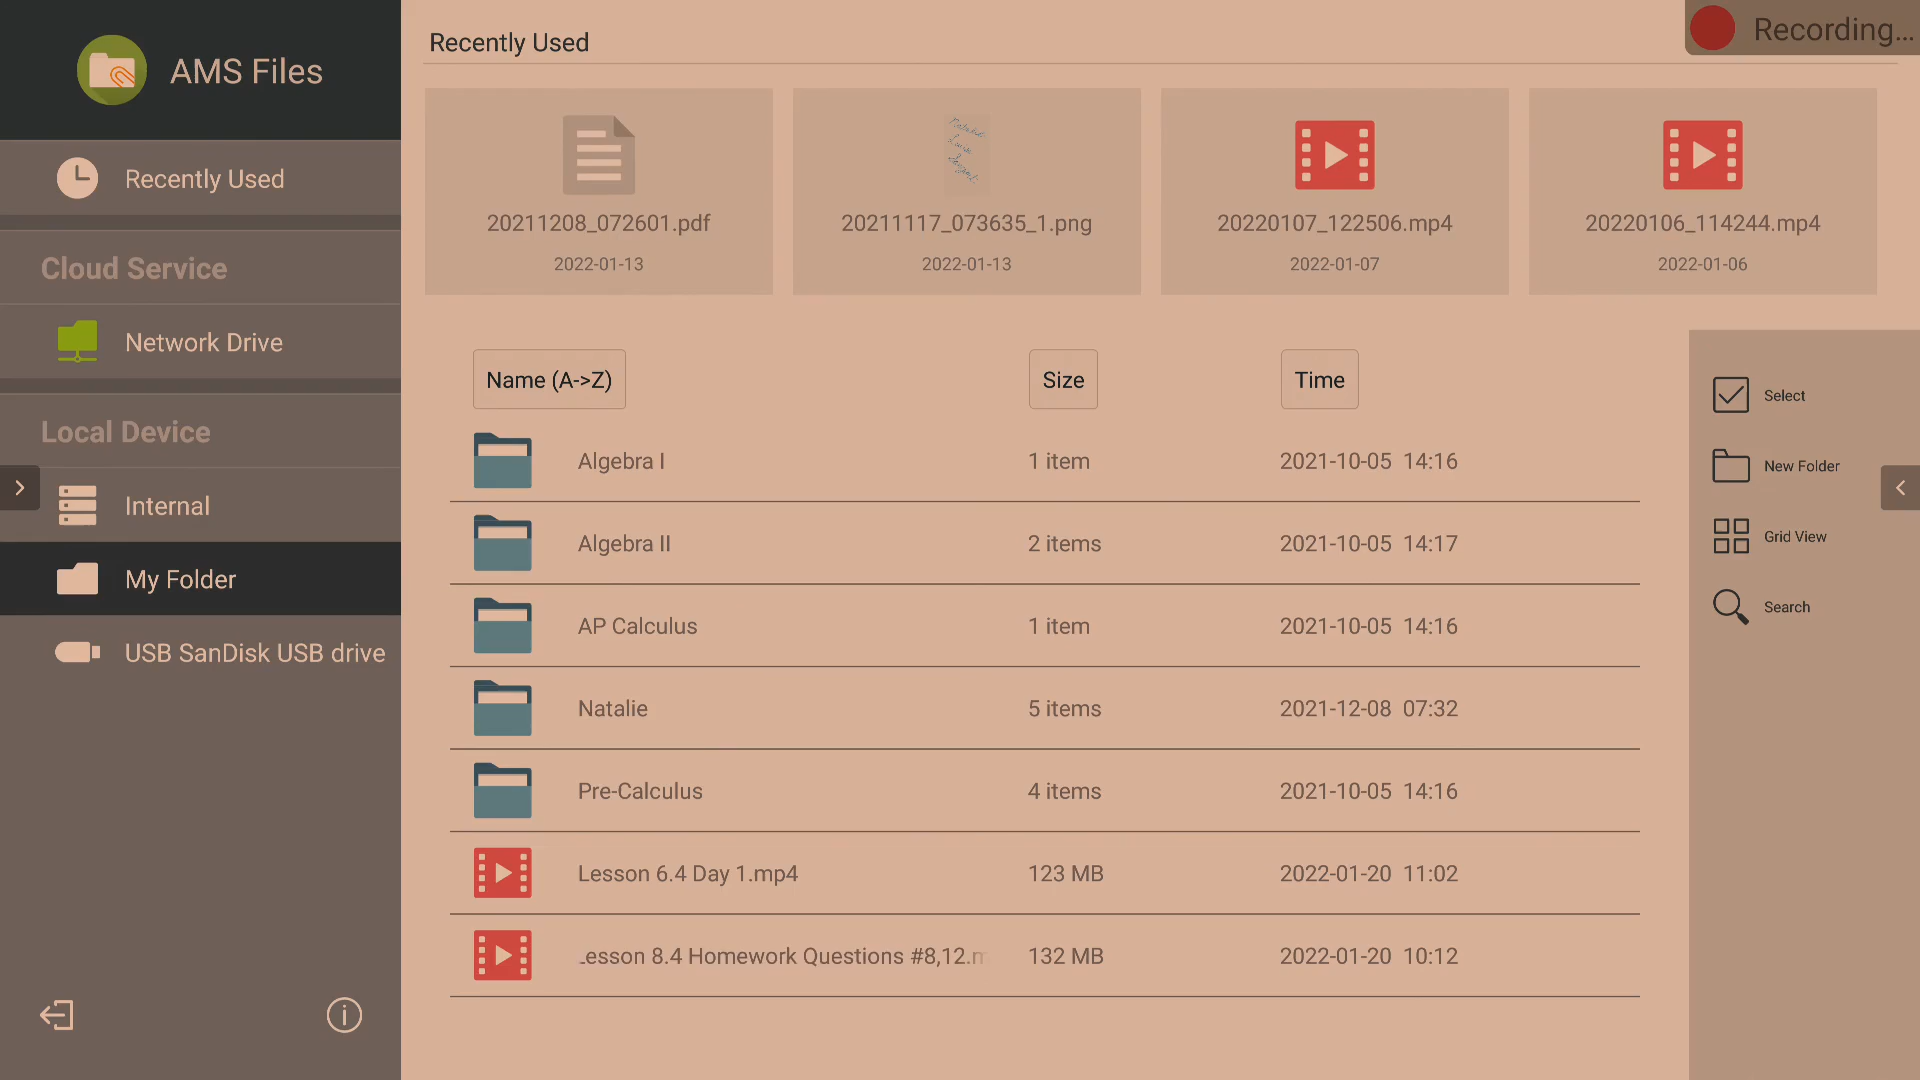 AMS Files
Recently Used
Cloud Service
Network Drive
Local Device
Internal
My Folder
USB SanDisk USB drive
Recently Used
Recording...
20211208_072601.pdf
2022-01-13
20211117_073635_1.png
2022-01-13
20220107_122506.mp4
2022-01-07
20220106_114244.mp4
2022-01-06
Name (A->Z) Size Time
Algebra I 1 item 2021-10-05 14:16
Algebra II 2 items 2021-10-05 14:17
AP Calculus 1 item 2021-10-05 14:16
Natalie 5 items 2021-12-08 07:32
Pre-Calculus 4 items 2021-10-05 14:16
Lesson 6.4 Day 1.mp4 123 MB 2022-01-20 11:02
Lesson 8.4 Homework Questions #8,12.m 132 MB 2022-01-20 10:12
Select
New Folder
Grid View
Search